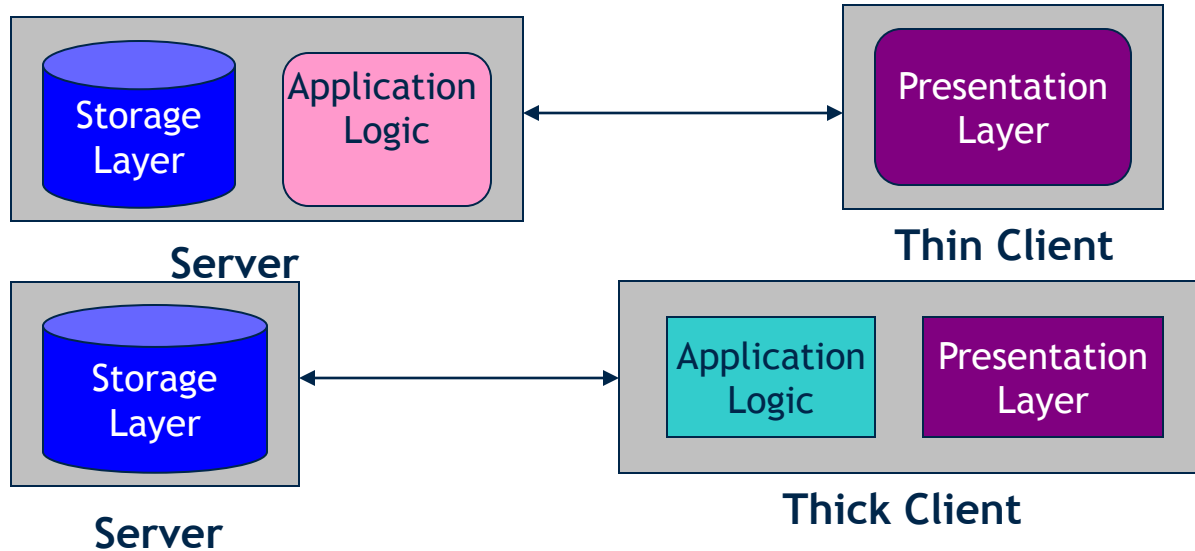 Storage
Layer
Application
Logic
Presentation
Layer
Server
Thin Client
Storage
Layer
Application
Logic
Presentation
Layer
Server
Thick Client